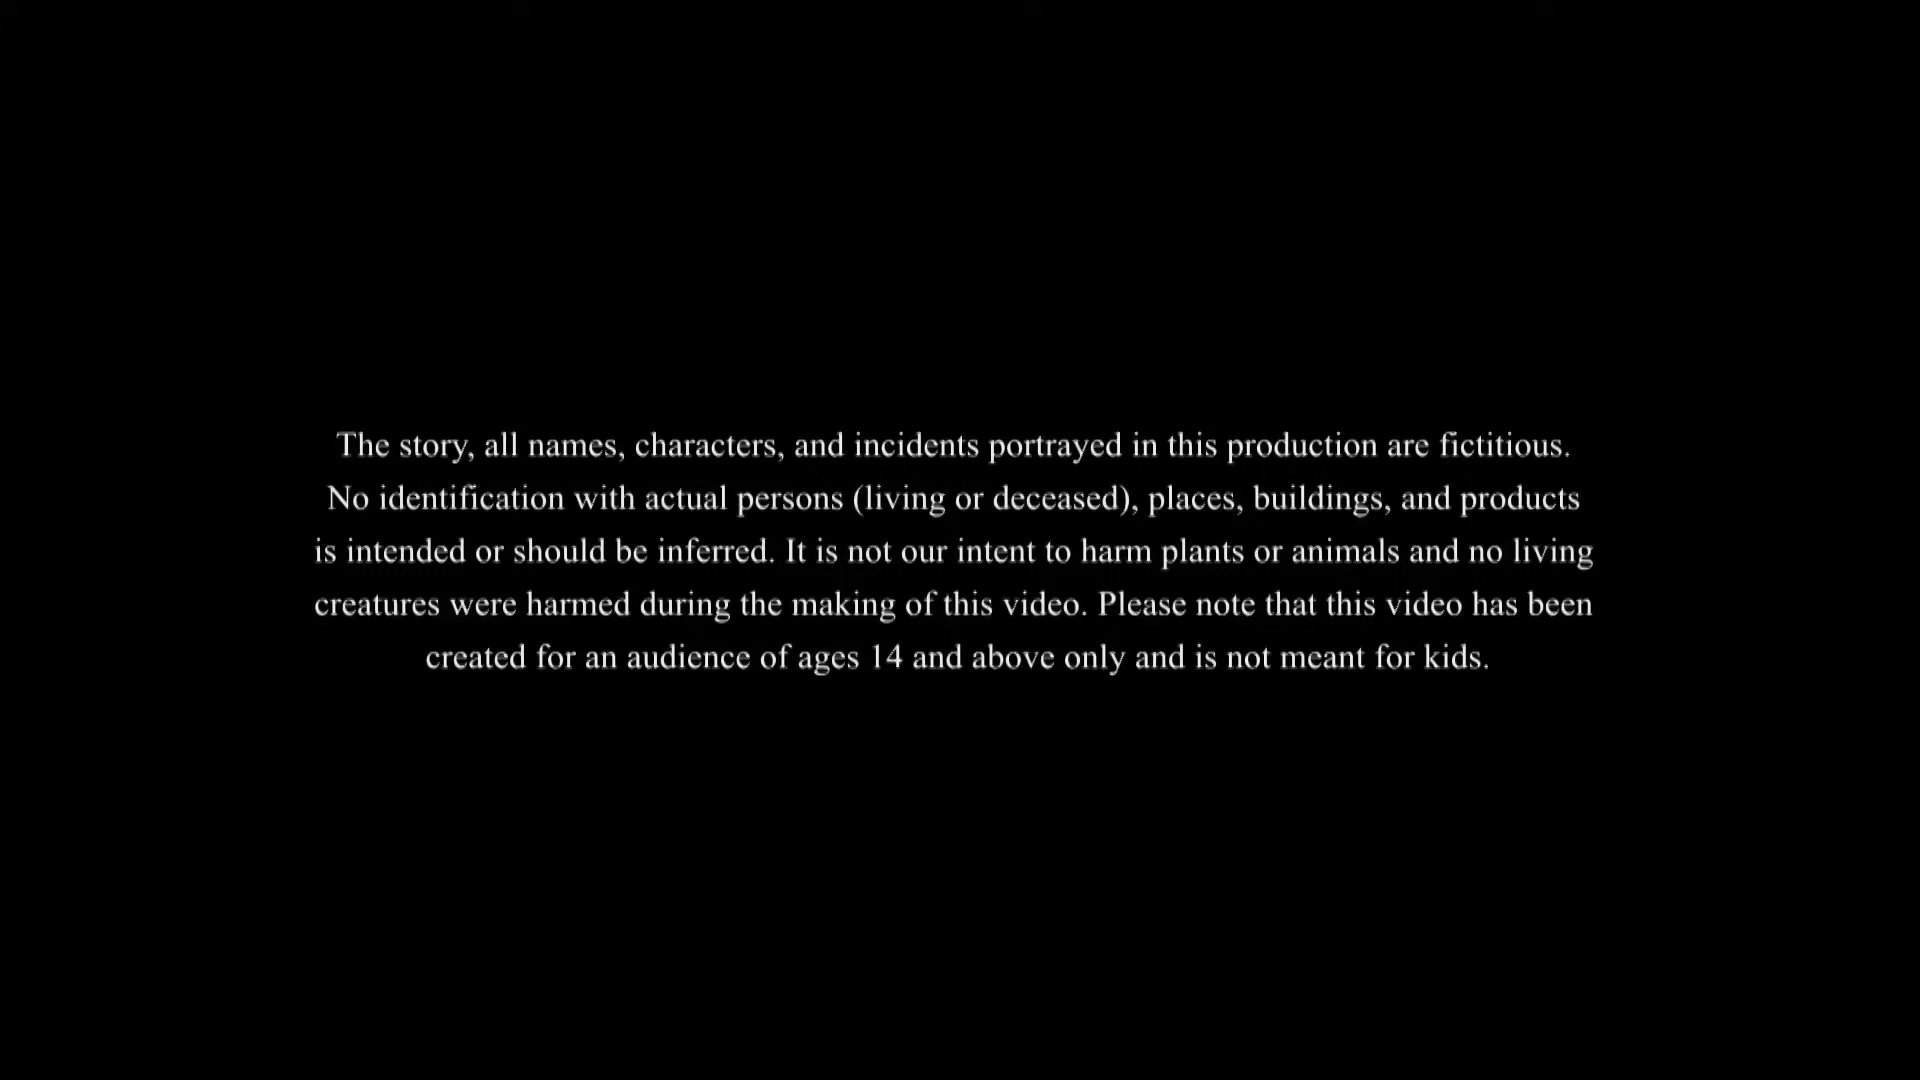 The story, all names, characters, and incidents portrayed in this production are fictitious.
No identification with actual persons (living or deceased), places, buildings, and products
is intended or should be inferred. It is not our intent to harm plants or animals and no living
creatures were harmed during the making of this video. Please note that this video has been
created for an audience of ages 14 and above only and is not meant for kids.